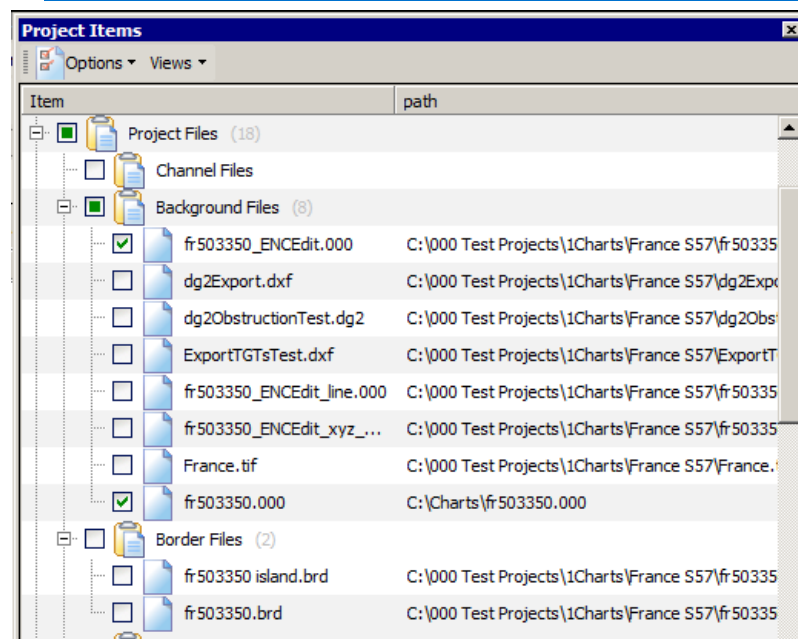 Project Items
Options Views
Item path
Project Files (18)
Channel Files
Background Files (8)
fr503350_ENCEdit.000 C:\000 Test Projects\1Charts\France S57\fr50335
dg2Export.dxf C:\000 Test Projects\1Charts\France S57\dg2Expo
dg2ObstructionTest.dg2 C:\000 Test Projects\1Charts\France S57\dg2Obs
ExportTGTsTest.dxf C:\000 Test Projects\1Charts\France S57\ExportT
fr503350_ENCEdit_line.000 C:\000 Test Projects\1Charts\France S57\fr50335
fr503350_ENCEdit_xyz_... C:\000 Test Projects\1Charts\France S57\fr50335
France.tif C:\000 Test Projects\1Charts\France S57\France.
fr503350.000 C:\Charts\fr503350.000
Border Files (2)
fr503350 island.brd C:\000 Test Projects\1Charts\France S57\fr50335
fr503350.brd C:\000 Test Projects\1Charts\France S57\fr50335